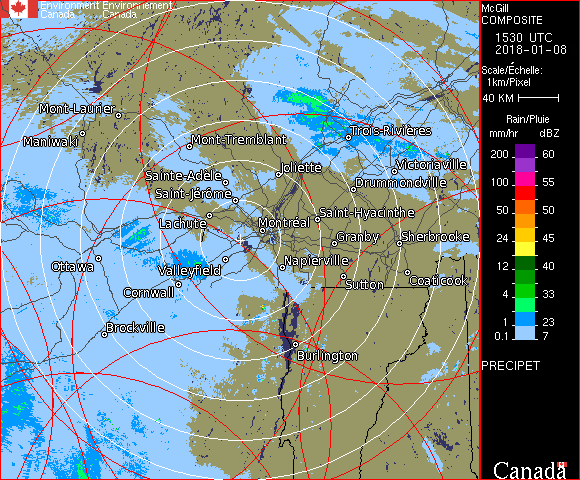 Environment Environnement
Canada Canada
Mont-Laurier
Maniwaki
Mont-Tremblant
Trois-Rivières
Joliette
Victoriaville
Sainte-Adèle
Drummondville
Saint-Jérôme
Lachute
Saint-Hyacinthe
Montréal
Granby
Sherbrooke
Ottawa
Valleyfield
Napierville
Sutton
Coaticook
Cornwall
Brockville
Burlington
McGill
COMPOSITE
1530 UTC
2018-01-08
Scale/Échelle:
1km/Pixel
40 KM
Rain/Pluie
mm/hr dBZ
200 60
100 55
50 50
24 45
12 40
4 33
1 23
0.1 7
PRECIPET
Canada